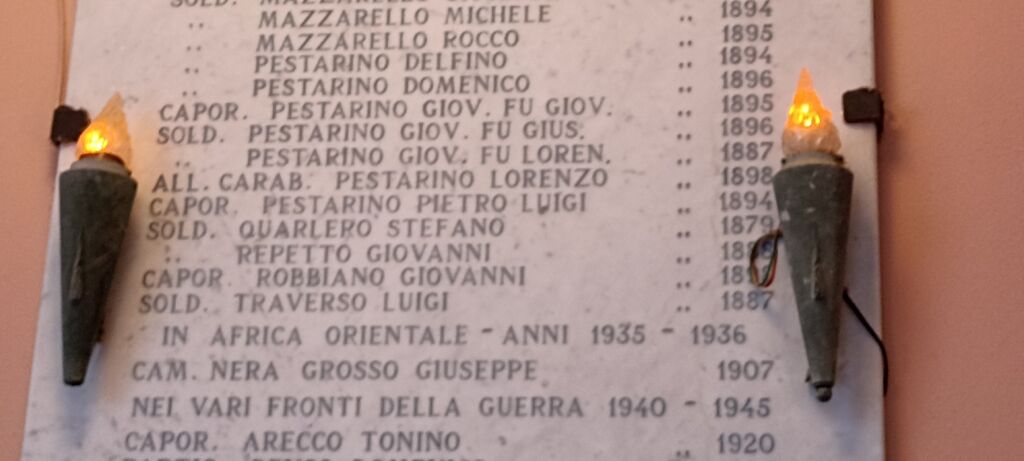 SOLD. MAZZARELLO
.. MAZZARELLO MICHELE .. 1894
.. MAZZARELLO ROCCO .. 1895
.. PESTARINO DELFINO .. 1894
.. PESTARINO DOMENICO .. 1896
CAPOR. PESTARINO GIOV. FU GIOV. .. 1895
SOLD. PESTARINO GIOV. FU GIUS. .. 1896
.. PESTARINO GIOV. FU LOREN. .. 1887
ALL. CARAB. PESTARINO LORENZO .. 1898
CAPOR. PESTARINO PIETRO LUIGI .. 1894
SOLD. QUARLERO STEFANO .. 1879
.. REPETTO GIOVANNI ..
CAPOR. ROBBIANO GIOVANNI ..
SOLD. TRAVERSO LUIGI .. 1887
IN AFRICA ORIENTALE - ANNI 1935 - 1936
CAM. NERA GROSSO GIUSEPPE 1907
NEI VARI FRONTI DELLA GUERRA 1940 - 1945
CAPOR. ARECCO TONINO .. 1920